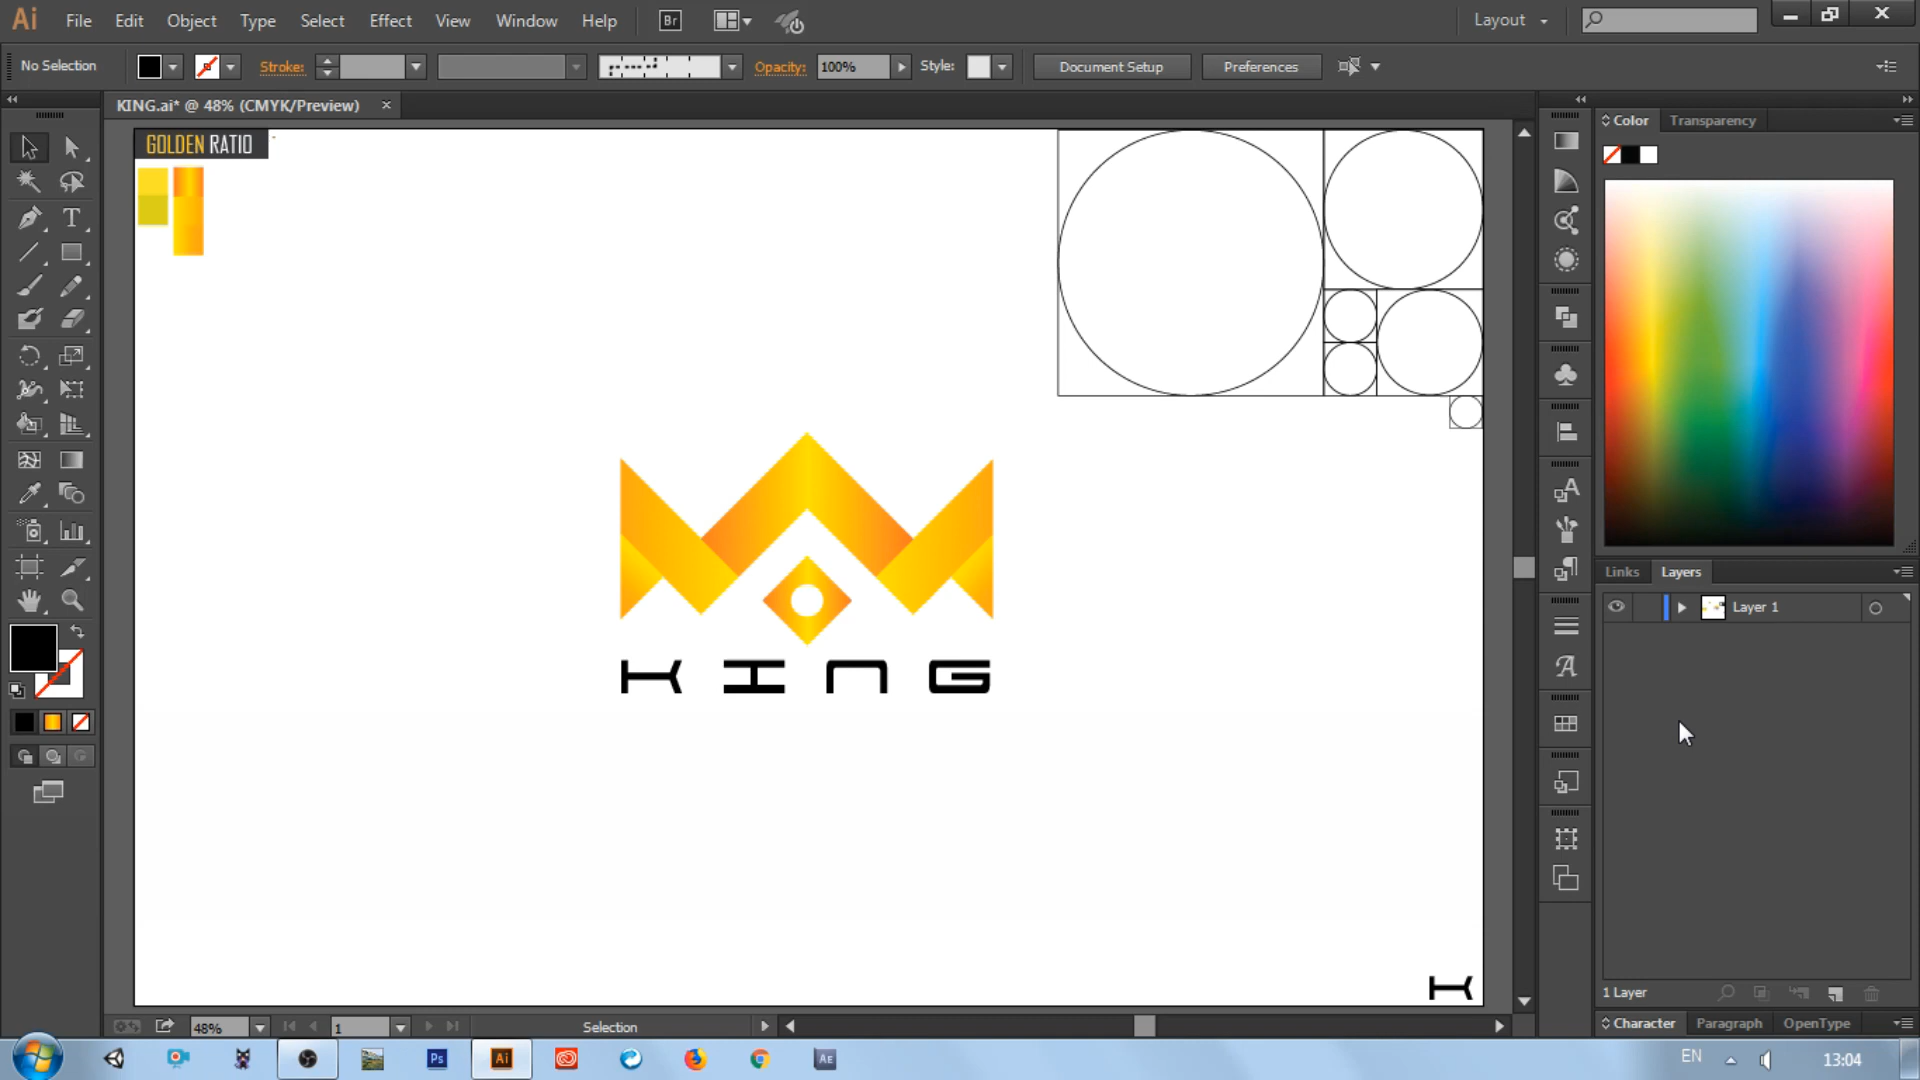 Ai File Edit Object Type Select Effect View Window Help Br Layout
No Selection Stroke: Opacity: 100% Style: Document Setup Preferences
KING.ai* @ 48% (CMYK/Preview)
GOLDEN RATIO
Color Transparency
KING
K
Links Layers
Layer 1
1 Layer
Character Paragraph OpenType
48% 1 Selection
Ps Ai AE EN 13:04